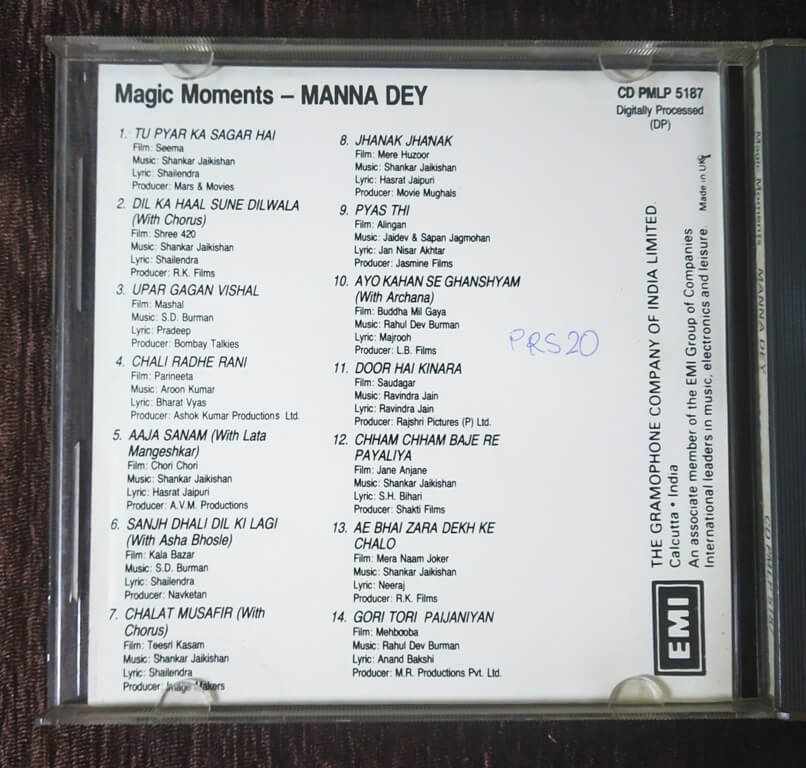 Magic Moments – MANNA DEY
CD PMLP 5187
Digitally Processed
(DP)
1. TU PYAR KA SAGAR HAI
Film: Seema
Music: Shankar Jaikishan
Lyric: Shailendra
Producer: Mars & Movies
2. DIL KA HAAL SUNE DILWALA
(With Chorus)
Film: Shree 420
Music: Shankar Jaikishan
Lyric: Shailendra
Producer: R.K. Films
3. UPAR GAGAN VISHAL
Film: Mashal
Music: S.D. Burman
Lyric: Pradeep
Producer: Bombay Talkies
4. CHALI RADHE RANI
Film: Parineeta
Music: Aroon Kumar
Lyric: Bharat Vyas
Producer: Ashok Kumar Productions Ltd.
5. AAJA SANAM (With Lata
Mangeshkar)
Film: Chori Chori
Music: Shankar Jaikishan
Lyric: Hasrat Jaipuri
Producer: A.V.M. Productions
6. SANJH DHALI DIL KI LAGI
(With Asha Bhosle)
Film: Kala Bazar
Music: S.D. Burman
Lyric: Shailendra
Producer: Navketan
7. CHALAT MUSAFIR (With
Chorus)
Film: Teesri Kasam
Music: Shankar Jaikishan
Lyric: Shailendra
Producer: Image Makers
8. JHANAK JHANAK
Film: Mere Huzoor
Music: Shankar Jaikishan
Lyric: Hasrat Jaipuri
Producer: Movie Mughals
9. PYAS THI
Film: Alingan
Music: Jaidev & Sapan Jagmohan
Lyric: Jan Nisar Akhtar
Producer: Jasmine Films
10. AYO KAHAN SE GHANSHYAM
(With Archana)
Film: Buddha Mil Gaya
Music: Rahul Dev Burman
Lyric: Majrooh
Producer: L.B. Films
11. DOOR HAI KINARA
Film: Saudagar
Music: Ravindra Jain
Lyric: Ravindra Jain
Producer: Rajshri Pictures (P) Ltd.
12. CHHAM CHHAM BAJE RE
PAYALIYA
Film: Jane Anjane
Music: Shankar Jaikishan
Lyric: S.H. Bihari
Producer: Shakti Films
13. AE BHAI ZARA DEKH KE
CHALO
Film: Mera Naam Joker
Music: Shankar Jaikishan
Lyric: Neeraj
Producer: R.K. Films
14. GORI TORI PAIJANIYAN
Film: Mehbooba
Music: Rahul Dev Burman
Lyric: Anand Bakshi
Producer: M.R. Productions Pvt. Ltd.
PRS20
EMI
THE GRAMOPHONE COMPANY OF INDIA LIMITED.
Calcutta • India
An associate member of the EMI Group of Companies
International leaders in music, electronics and leisure.
Made in UK
Magic Moments MANNA DEY